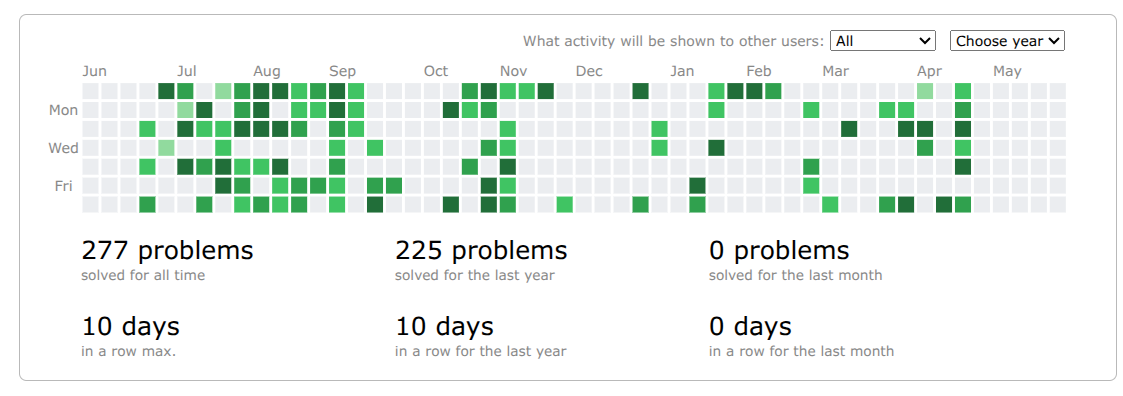 What activity will be shown to other users: All Choose year
Jun Jul Aug Sep Oct Nov Dec Jan Feb Mar Apr May
Mon
Wed
Fri
277 problems 225 problems 0 problems
solved for all time solved for the last year solved for the last month
10 days 10 days 0 days
in a row max. in a row for the last year in a row for the last month